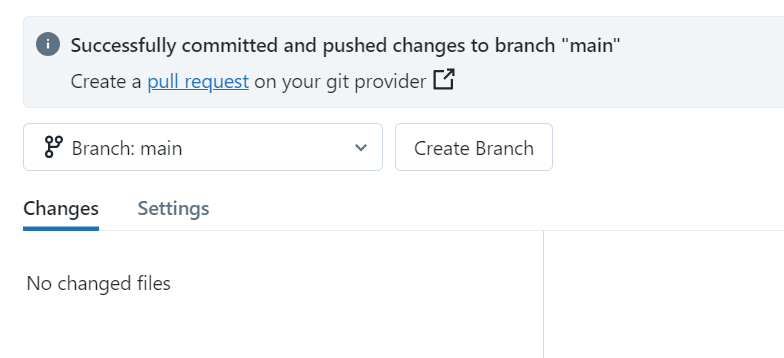 Successfully committed and pushed changes to branch "main"
Create a pull request on your git provider
Branch: main
Create Branch
Changes
Settings
No changed files